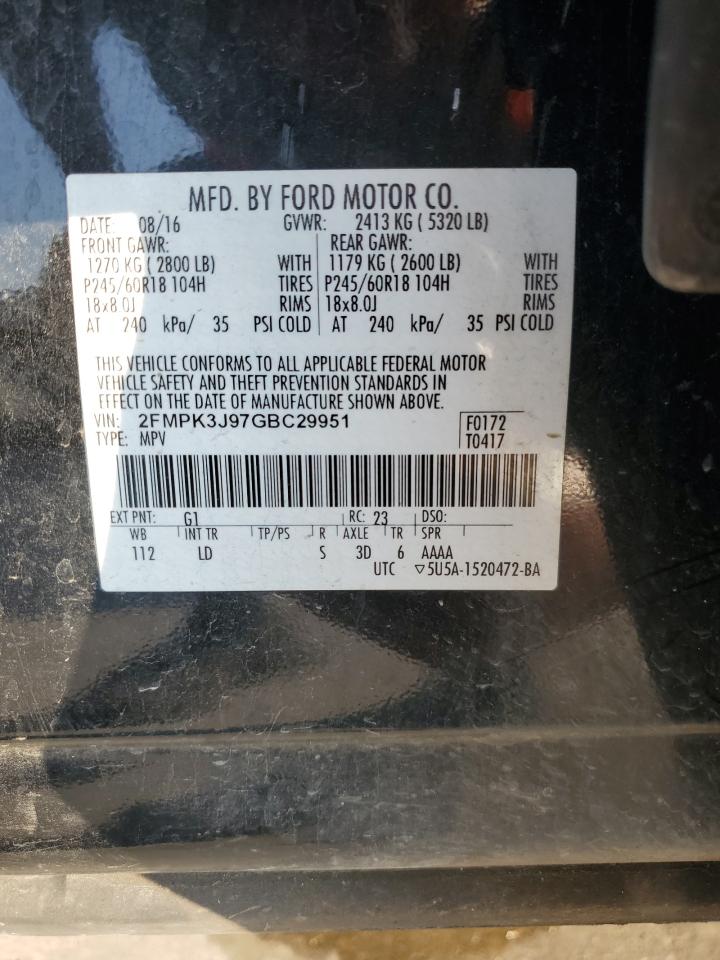 MFD. BY FORD MOTOR CO.
DATE: 08/16 GVWR: 2413 KG ( 5320 LB)
FRONT GAWR: REAR GAWR:
1270 KG ( 2800 LB) WITH 1179 KG ( 2600 LB) WITH
P245/60R18 104H TIRES P245/60R18 104H TIRES
18x8.0J RIMS 18x8.0J RIMS
AT 240 kPa/ 35 PSI COLD AT 240 kPa/ 35 PSI COLD
THIS VEHICLE CONFORMS TO ALL APPLICABLE FEDERAL MOTOR
VEHICLE SAFETY AND THEFT PREVENTION STANDARDS IN
EFFECT ON THE DATE OF MANUFACTURE SHOWN ABOVE.
VIN: 2FMPK3J97GBC29951 F0172
TYPE: MPV T0417
EXT PNT: G1 RC: 23 DSO:
WB INT TR TP/PS R AXLE TR SPR
112 LD S 3D 6 AAAA
UTC ▽5U5A-1520472-BA